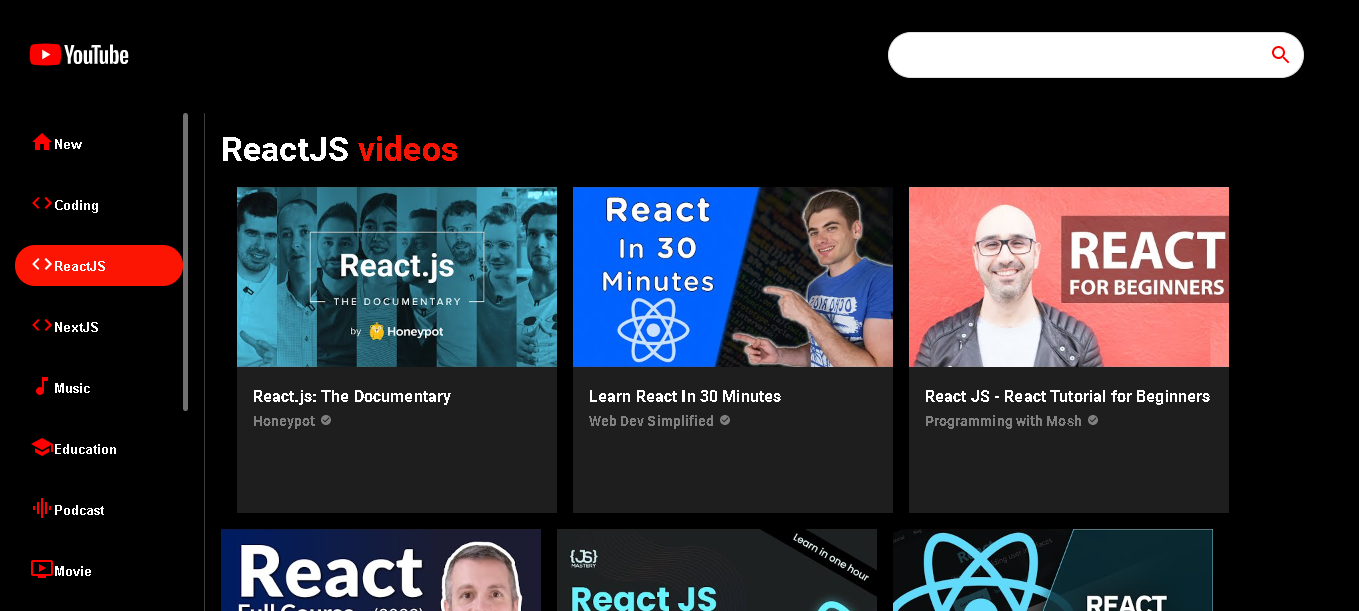 YouTube
New
Coding
ReactJS
NextJS
Music
Education
Podcast
Movie
ReactJS videos
React.js
THE DOCUMENTARY
by Honeypot
React
In 30
Minutes
REACT
FOR BEGINNERS
React.js: The Documentary
Honeypot
Learn React In 30 Minutes
Web Dev Simplified
React JS - React Tutorial for Beginners
Programming with Mosh
React
Full Course
{JS}
MASTERY
Learn in one hour
React JS
REACT